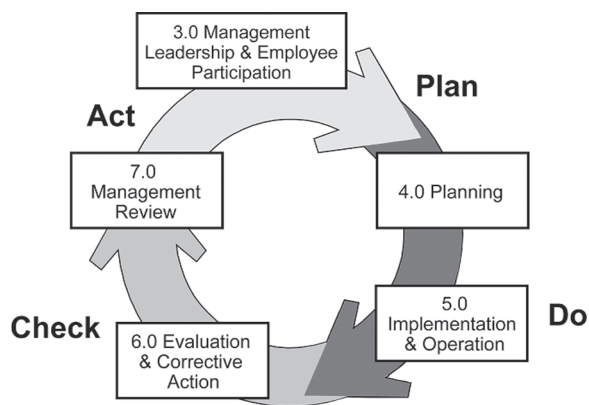 3.0 Management
Leadership & Employee
Participation
Plan
Act
7.0
Management
Review
4.0 Planning
5.0
Implementation
& Operation
Do
Check
6.0 Evaluation
& Corrective
Action